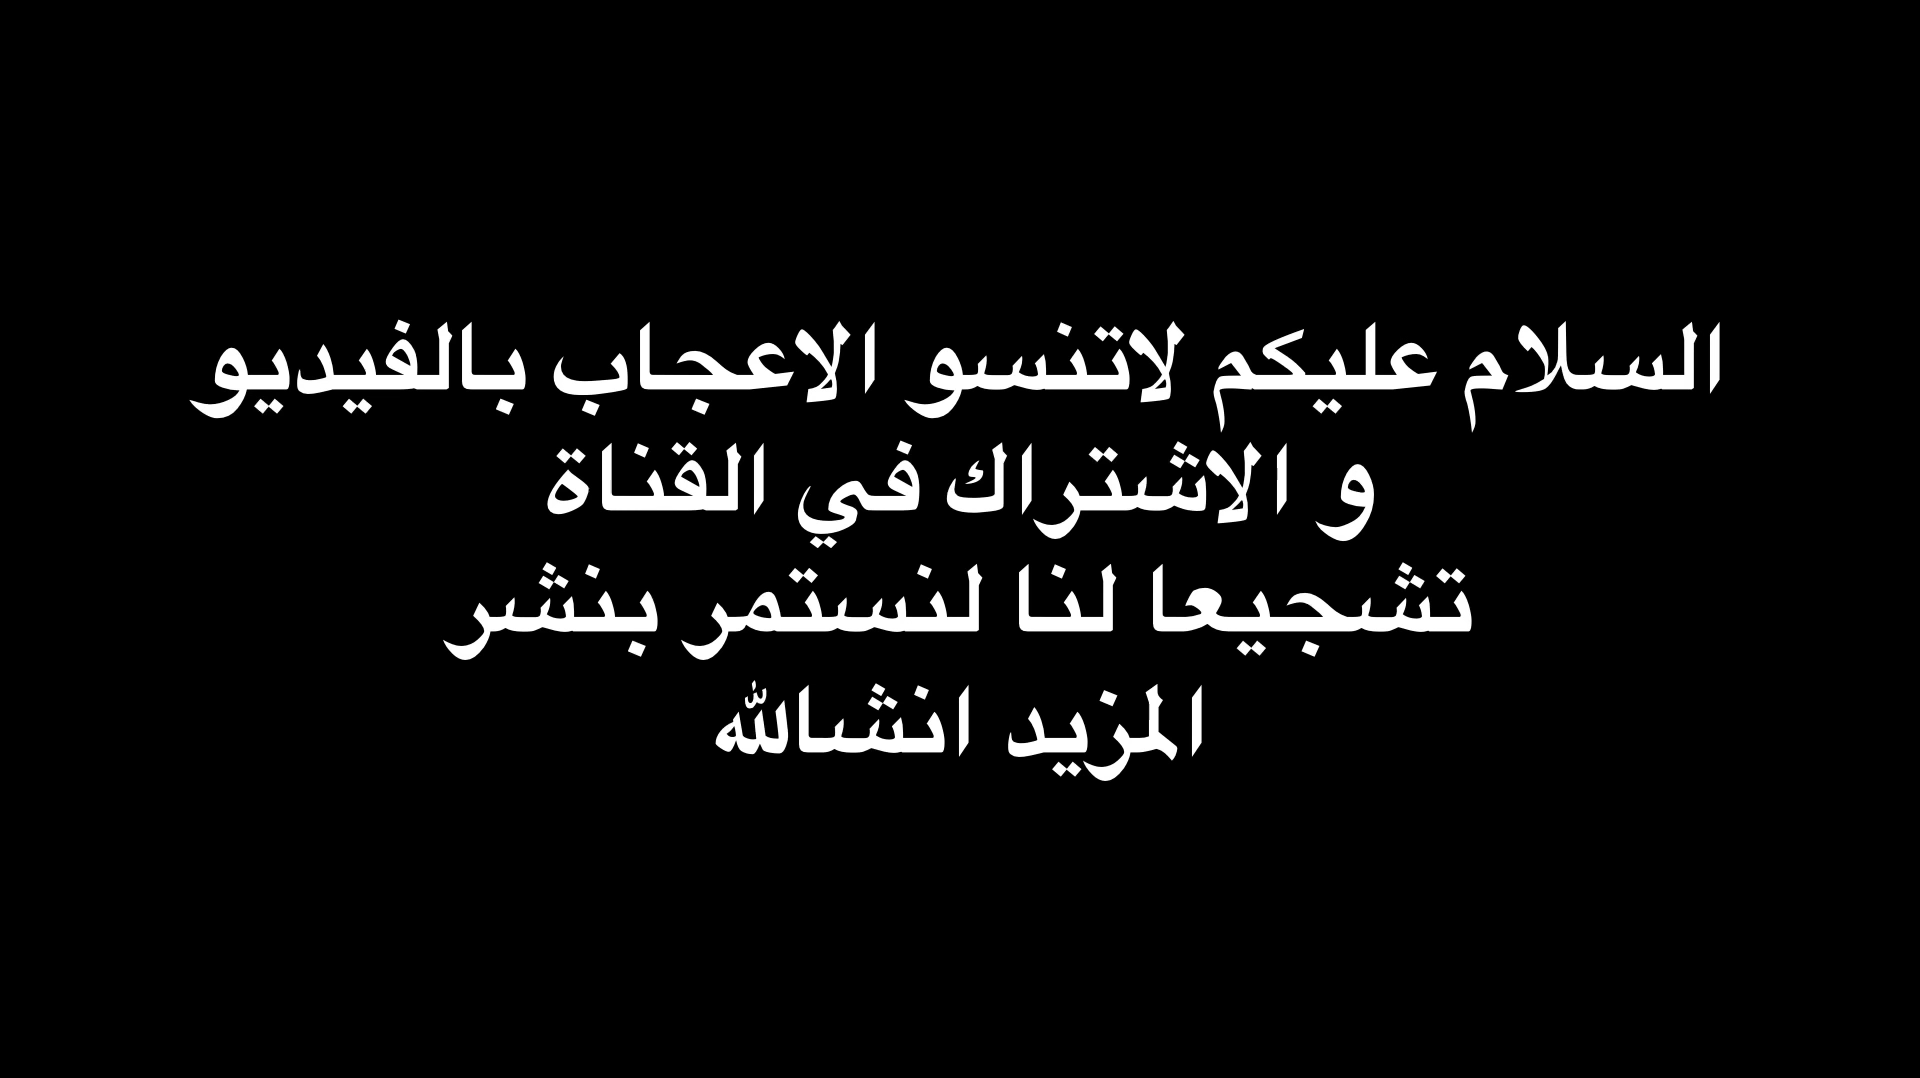 السلام عليكم لاتنسو الاعجاب بالفيديو
و الاشتراك في القناة
تشجيعا لنا لنستمر بنشر
المزيد انشالله